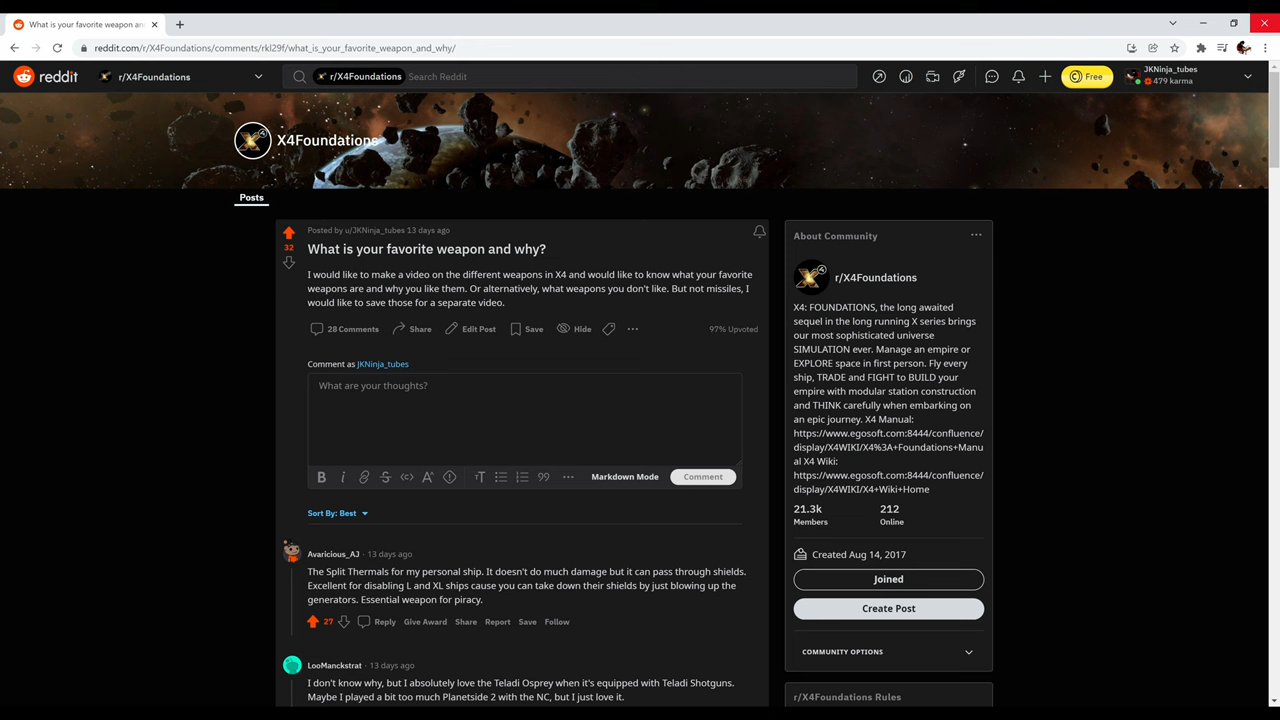 What is your favorite weapon an
reddit.com/r/X4Foundations/comments/rkl29f/what_is_your_favorite_weapon_and_why/
reddit
r/X4Foundations
r/X4Foundations
Search Reddit
Free
JKNinja_tubes
479 karma
X4Foundations
Posts
Posted by u/JKNinja_tubes 13 days ago
32
What is your favorite weapon and why?
I would like to make a video on the different weapons in X4 and would like to know what your favorite
weapons are and why you like them. Or alternatively, what weapons you don't like. But not missiles, I
would like to save those for a separate video.
28 Comments
Share
Edit Post
Save
Hide
97% Upvoted
Comment as JKNinja_tubes
What are your thoughts?
Markdown Mode
Comment
Sort By: Best
Avaricious_AJ · 13 days ago
The Split Thermals for my personal ship. It doesn't do much damage but it can pass through shields.
Excellent for disabling L and XL ships cause you can take down their shields by just blowing up the
generators. Essential weapon for piracy.
27
Reply
Give Award
Share
Report
Save
Follow
LooManckstrat · 13 days ago
I don't know why, but I absolutely love the Teladi Osprey when it's equipped with Teladi Shotguns.
Maybe I played a bit too much Planetside 2 with the NC, but I just love it.
About Community
r/X4Foundations
X4: FOUNDATIONS, the long awaited
sequel in the long running X series brings
our most sophisticated universe
SIMULATION ever. Manage an empire or
EXPLORE space in first person. Fly every
ship, TRADE and FIGHT to BUILD your
empire with modular station construction
and THINK carefully when embarking on
an epic journey. X4 Manual:
https://www.egosoft.com:8444/confluence/
display/X4WIKI/X4%3A+Foundations+Manu
al X4 Wiki:
https://www.egosoft.com:8444/confluence/
display/X4WIKI/X4+Wiki+Home
21.3k
Members
212
Online
Created Aug 14, 2017
Joined
Create Post
COMMUNITY OPTIONS
r/X4Foundations Rules